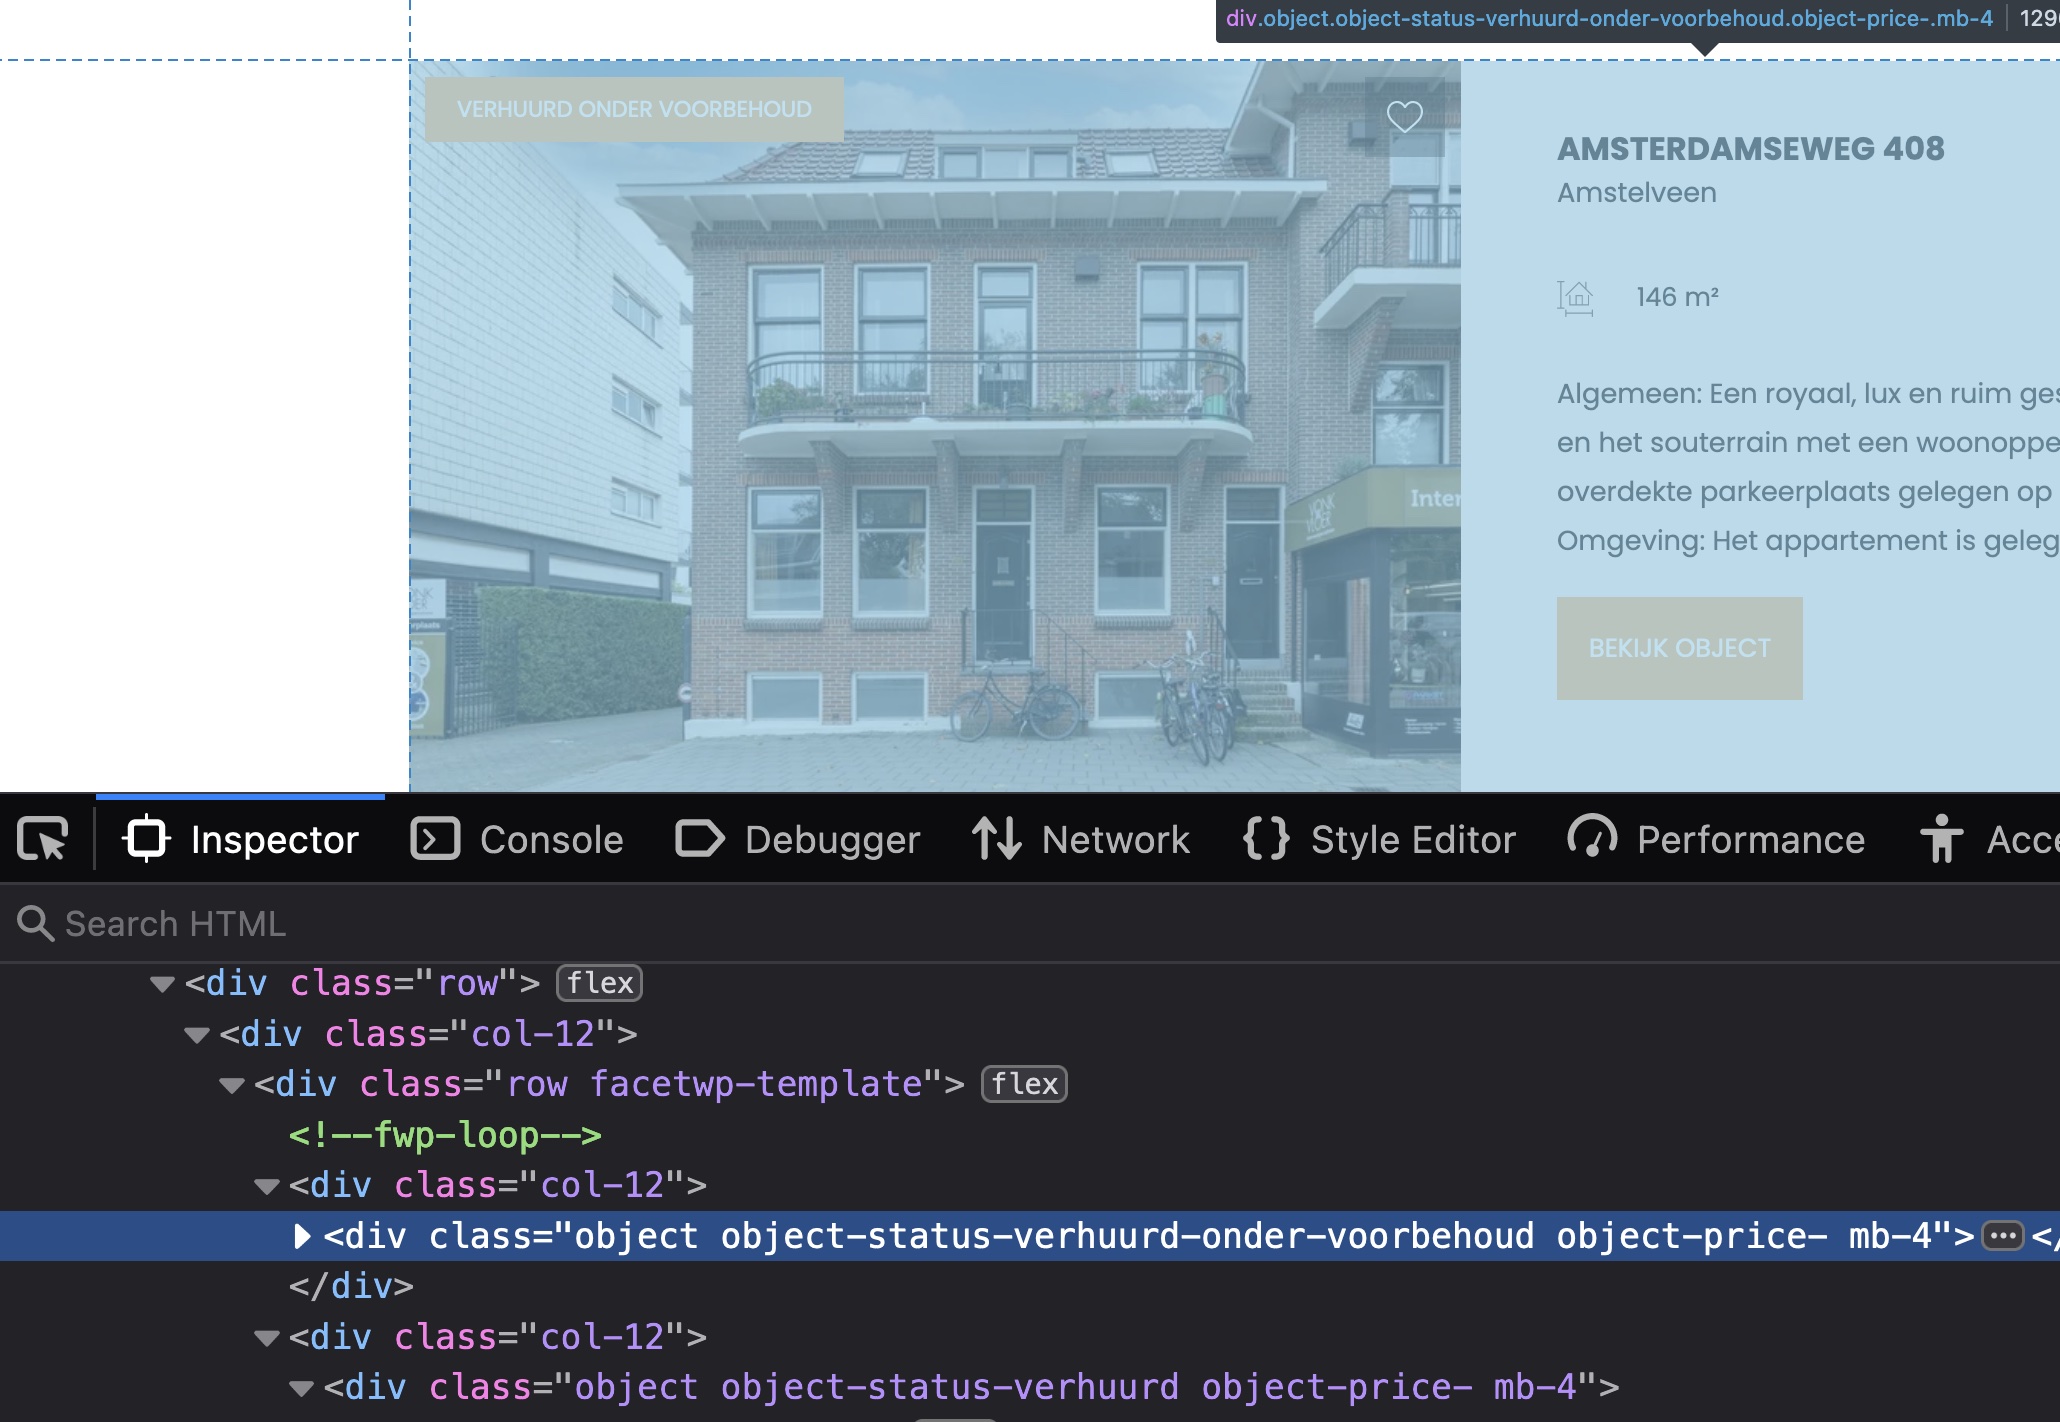 div.object.object-status-verhuurd-onder-voorbehoud.object-price-.mb-4 | 129
VERHUURD ONDER VOORBEHOUD
AMSTERDAMSEWEG 408
Amstelveen
146 m²
Algemeen: Een royaal, lux en ruim ges
en het souterrain met een woonoppe
overdekte parkeerplaats gelegen op
Omgeving: Het appartement is geleg
BEKIJK OBJECT
Inter
VONK
Inspector Console Debugger Network Style Editor Performance Acce
Search HTML
<div class="row"> flex
<div class="col-12">
<div class="row facetwp-template"> flex
<!--fwp-loop-->
<div class="col-12">
<div class="object object-status-verhuurd-onder-voorbehoud object-price- mb-4"> ... </
</div>
<div class="col-12">
<div class="object object-status-verhuurd object-price- mb-4">